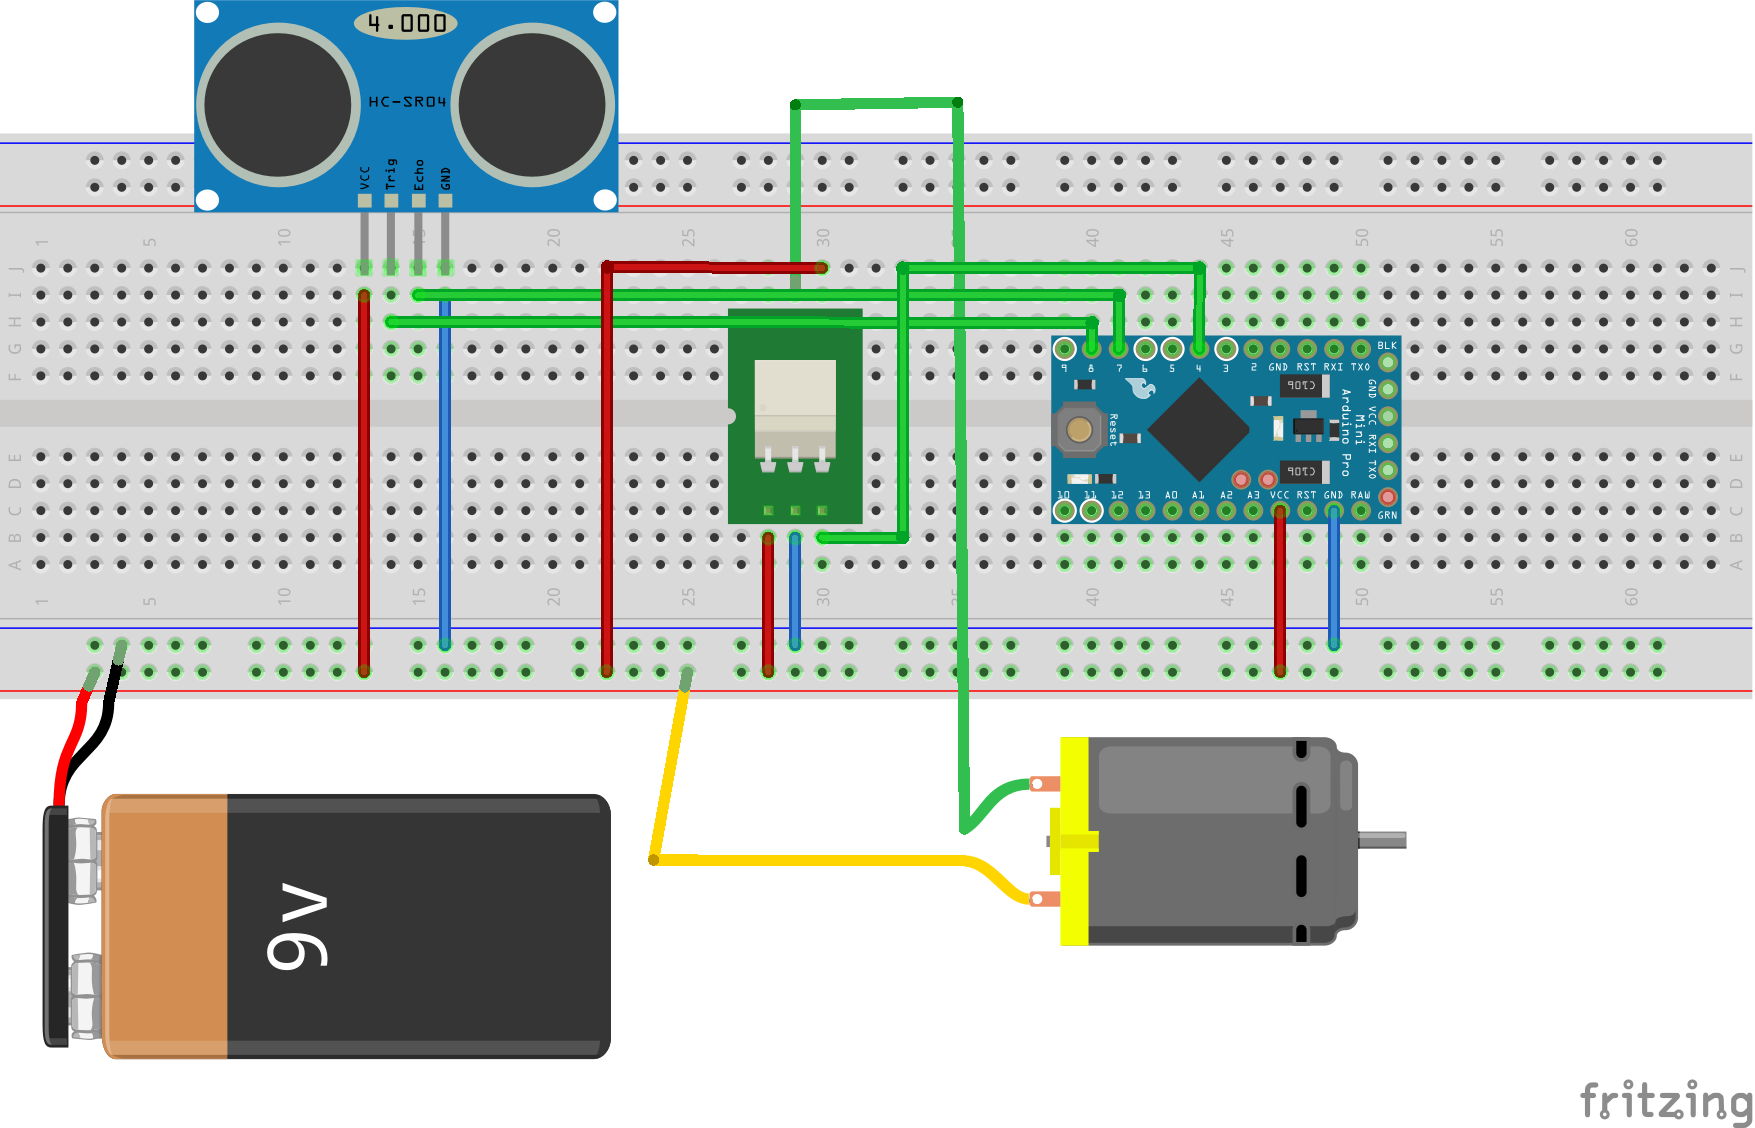 4.000
HC-SR04
VCC Trig Echo GND
1 5 10 15 20 25 30 40 45 50 55 60
J J
I I
H H
G G
F F
9 8 7 6 5 4 3 2 GND RST RXI TXO
BLK
GND
VCC
RXI
TXO
GRN
Reset
Arduino Pro
Mini
10 11 12 13 A0 A1 A2 A3 VCC RST GND RAW
E E
D D
C C
B B
A A
1 5 10 15 20 25 30 40 45 50 55 60
9v
fritzing